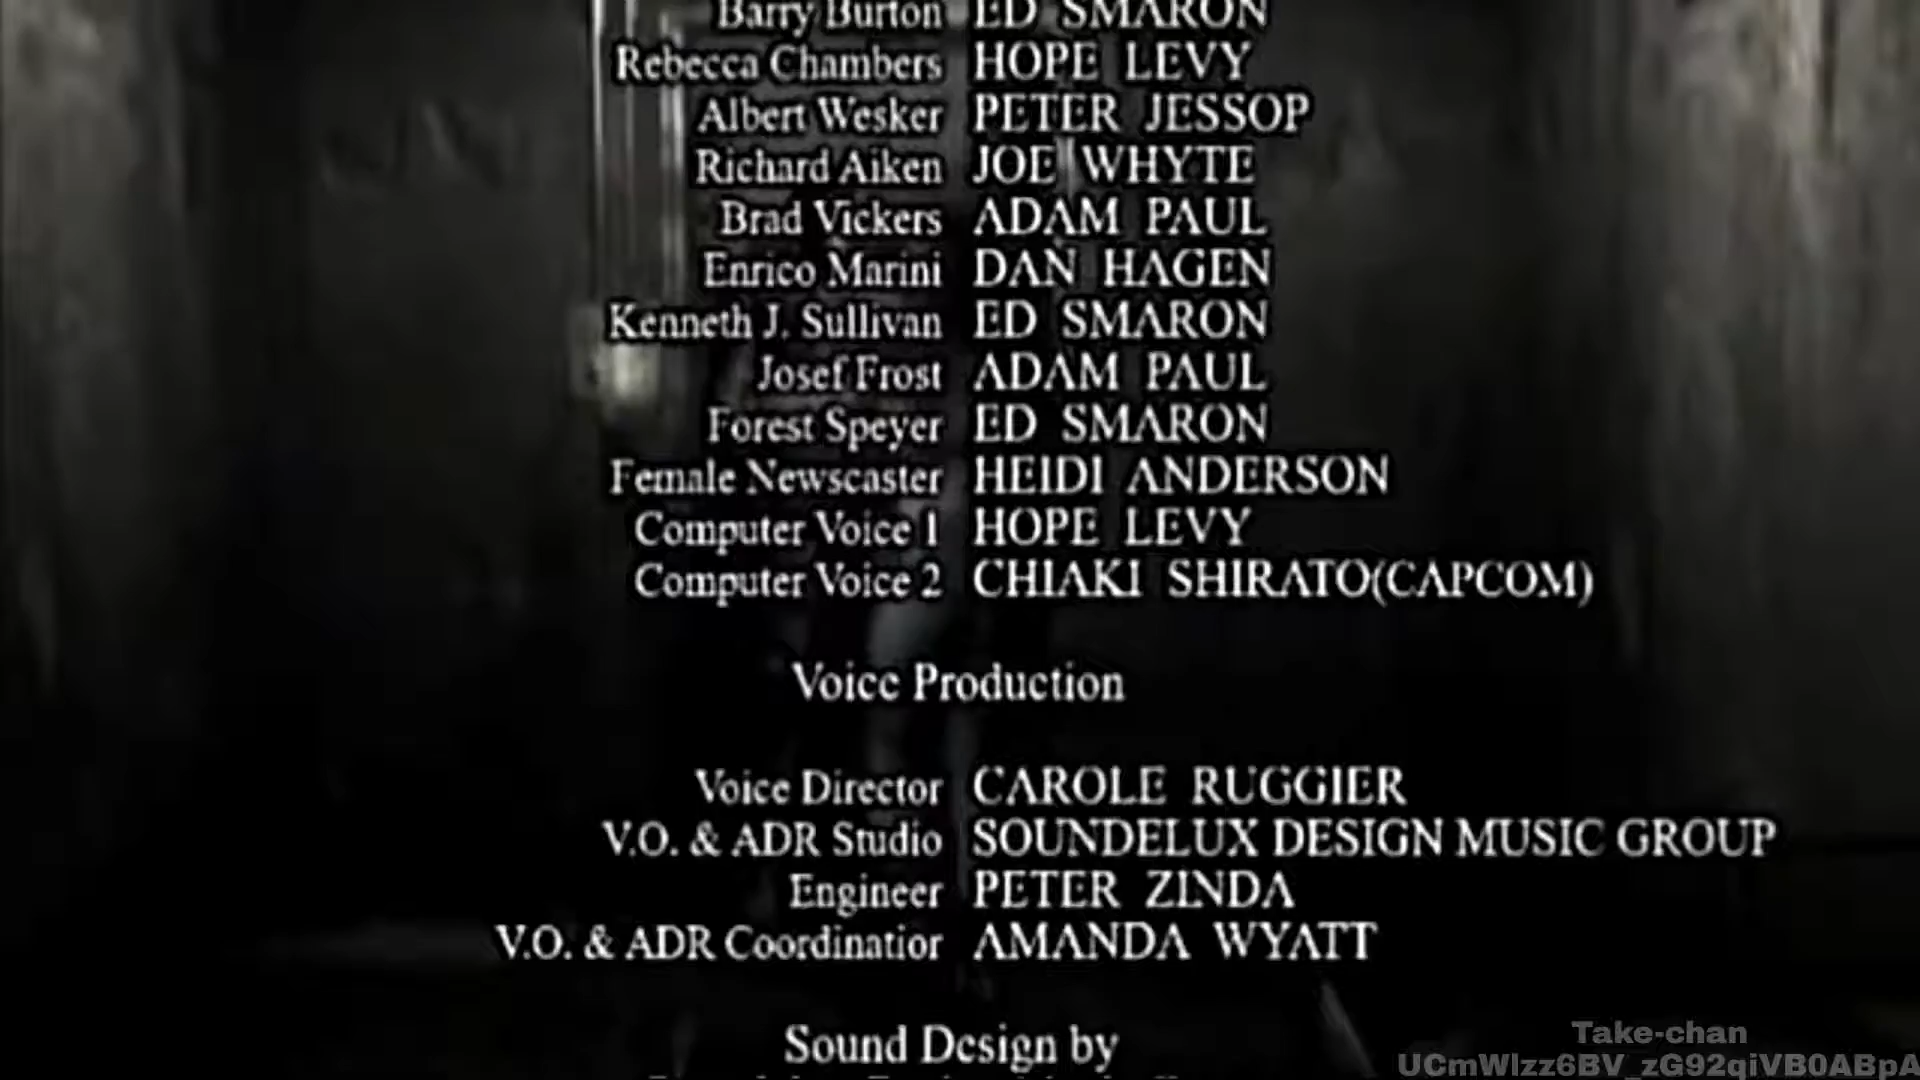 Barry Burton ED SMARON
Rebecca Chambers HOPE LEVY
Albert Wesker PETER JESSOP
Richard Aiken JOE WHYTE
Brad Vickers ADAM PAUL
Enrico Marini DAN HAGEN
Kenneth J. Sullivan ED SMARON
Josef Frost ADAM PAUL
Forest Speyer ED SMARON
Female Newscaster HEIDI ANDERSON
Computer Voice 1 HOPE LEVY
Computer Voice 2 CHIAKI SHIRATO(CAPCOM)
Voice Production
Voice Director CAROLE RUGGIER
V.O. & ADR Studio SOUNDELUX DESIGN MUSIC GROUP
Engineer PETER ZINDA
V.O. & ADR Coordinatior AMANDA WYATT
Sound Design by
Take-chan
UCmWlzz6BV_zG92qiVB0ABpA